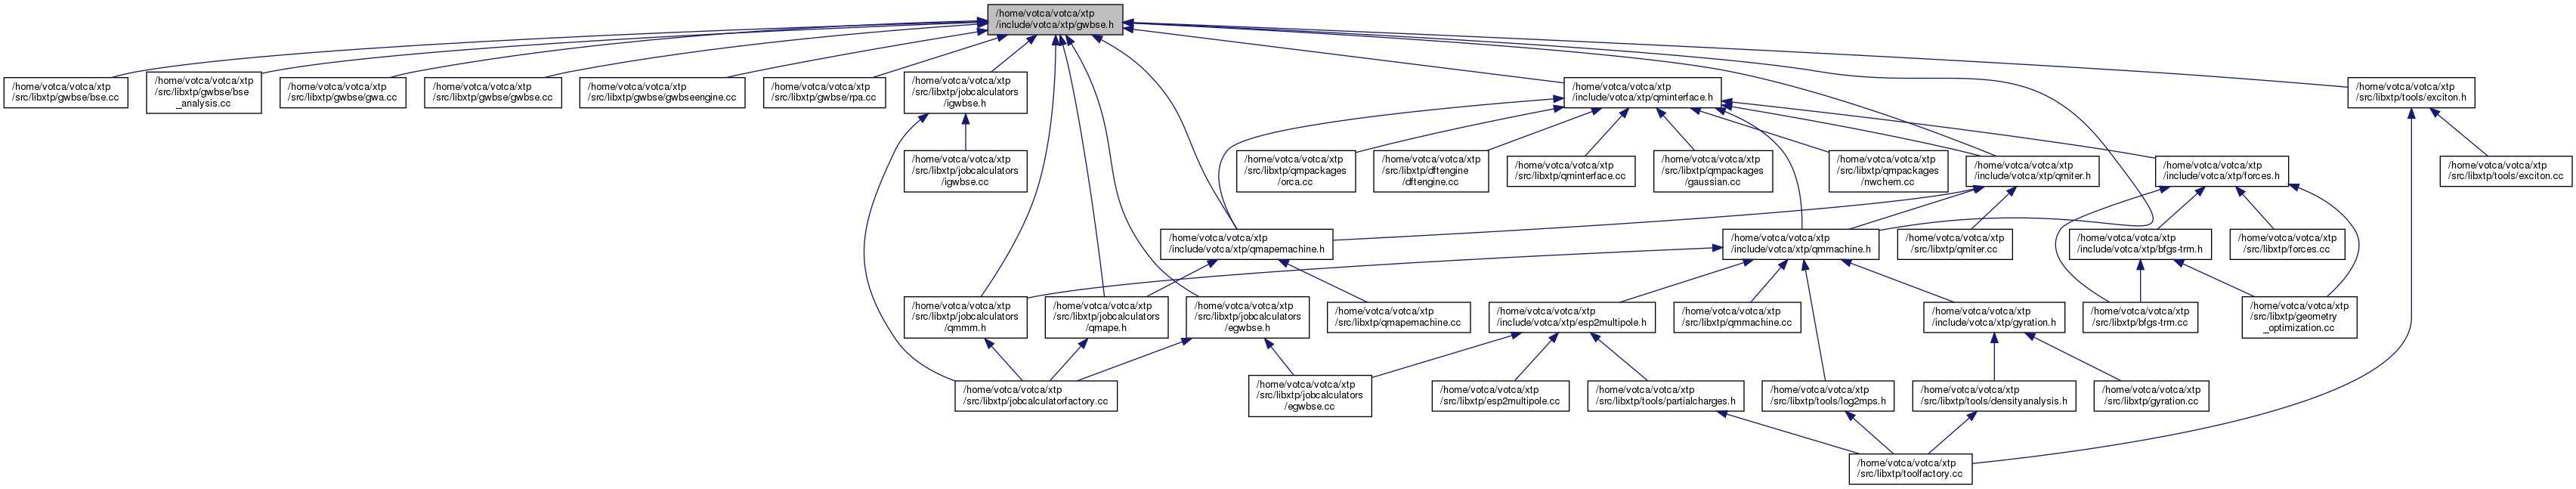 /home/votca/votca/xtp
/include/votca/xtp/gwbse.h
/home/votca/votca/xtp
/src/libxtp/gwbse/bse.cc
/home/votca/votca/xtp
/src/libxtp/gwbse/bse
_analysis.cc
/home/votca/votca/xtp
/src/libxtp/gwbse/gwa.cc
/home/votca/votca/xtp
/src/libxtp/gwbse/gwbse.cc
/home/votca/votca/xtp
/src/libxtp/gwbse/gwbseengine.cc
/home/votca/votca/xtp
/src/libxtp/gwbse/rpa.cc
/home/votca/votca/xtp
/src/libxtp/jobcalculators
/igwbse.h
/home/votca/votca/xtp
/include/votca/xtp/qminterface.h
/home/votca/votca/xtp
/src/libxtp/tools/exciton.h
/home/votca/votca/xtp
/src/libxtp/jobcalculators
/igwbse.cc
/home/votca/votca/xtp
/src/libxtp/qmpackages
/orca.cc
/home/votca/votca/xtp
/src/libxtp/dftengine
/dftengine.cc
/home/votca/votca/xtp
/src/libxtp/qminterface.cc
/home/votca/votca/xtp
/src/libxtp/qmpackages
/gaussian.cc
/home/votca/votca/xtp
/src/libxtp/qmpackages
/nwchem.cc
/home/votca/votca/xtp
/include/votca/xtp/qmiter.h
/home/votca/votca/xtp
/include/votca/xtp/forces.h
/home/votca/votca/xtp
/src/libxtp/tools/exciton.cc
/home/votca/votca/xtp
/include/votca/xtp/qmapemachine.h
/home/votca/votca/xtp
/include/votca/xtp/qmmachine.h
/home/votca/votca/xtp
/src/libxtp/qmiter.cc
/home/votca/votca/xtp
/include/votca/xtp/bfgs-trm.h
/home/votca/votca/xtp
/src/libxtp/forces.cc
/home/votca/votca/xtp
/src/libxtp/jobcalculators
/qmmm.h
/home/votca/votca/xtp
/src/libxtp/jobcalculators
/qmape.h
/home/votca/votca/xtp
/src/libxtp/jobcalculators
/egwbse.h
/home/votca/votca/xtp
/src/libxtp/qmapemachine.cc
/home/votca/votca/xtp
/include/votca/xtp/esp2multipole.h
/home/votca/votca/xtp
/src/libxtp/qmmachine.cc
/home/votca/votca/xtp
/include/votca/xtp/gyration.h
/home/votca/votca/xtp
/src/libxtp/bfgs-trm.cc
/home/votca/votca/xtp
/src/libxtp/geometry
_optimization.cc
/home/votca/votca/xtp
/src/libxtp/jobcalculatorfactory.cc
/home/votca/votca/xtp
/src/libxtp/jobcalculators
/egwbse.cc
/home/votca/votca/xtp
/src/libxtp/esp2multipole.cc
/home/votca/votca/xtp
/src/libxtp/tools/partialcharges.h
/home/votca/votca/xtp
/src/libxtp/tools/log2mps.h
/home/votca/votca/xtp
/src/libxtp/tools/densityanalysis.h
/home/votca/votca/xtp
/src/libxtp/gyration.cc
/home/votca/votca/xtp
/src/libxtp/toolfactory.cc